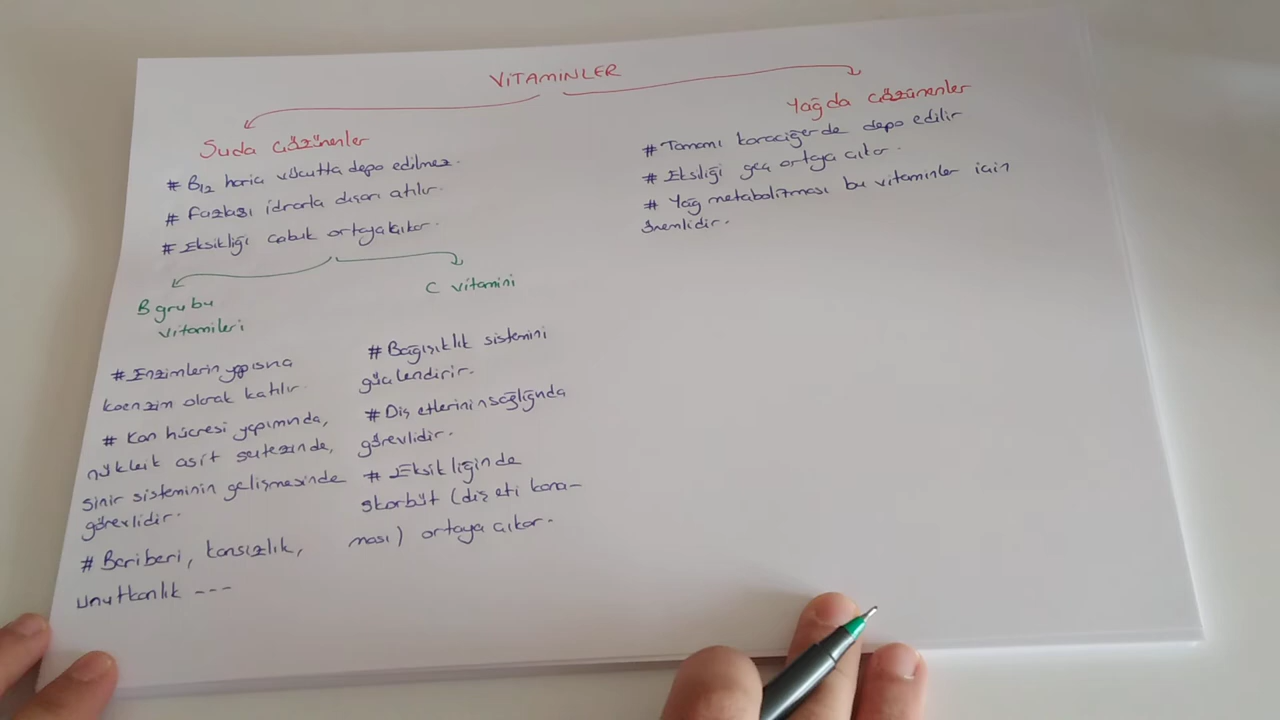 VİTAMİNLER
Suda çözünenler
# B12 hariç vücutta depo edilmez.
# Fazlası idrarla dışarı atılır.
# Eksikliği çabuk ortaya çıkar.
B grubu
vitamileri
# Enzimlerin yapısına
koenzim olarak katılır.
# Kan hücresi yapımında,
nükleik asit sentezinde,
sinir sisteminin gelişmesinde
görevlidir.
# Beriberi, kansızlık,
unutkanlık ---
C vitamini
# Bağışıklık sistemini
güçlendirir.
# Diş etlerinin sağlığında
görevlidir.
# Eksikliğinde
skorbüt (diş eti kana-
ması) ortaya çıkar.
Yağda çözünenler
# Tamamı karaciğerde depo edilir
# Eksiliği geç ortaya çıkar.
# Yağ metabolizması bu vitaminler için
önemlidir.